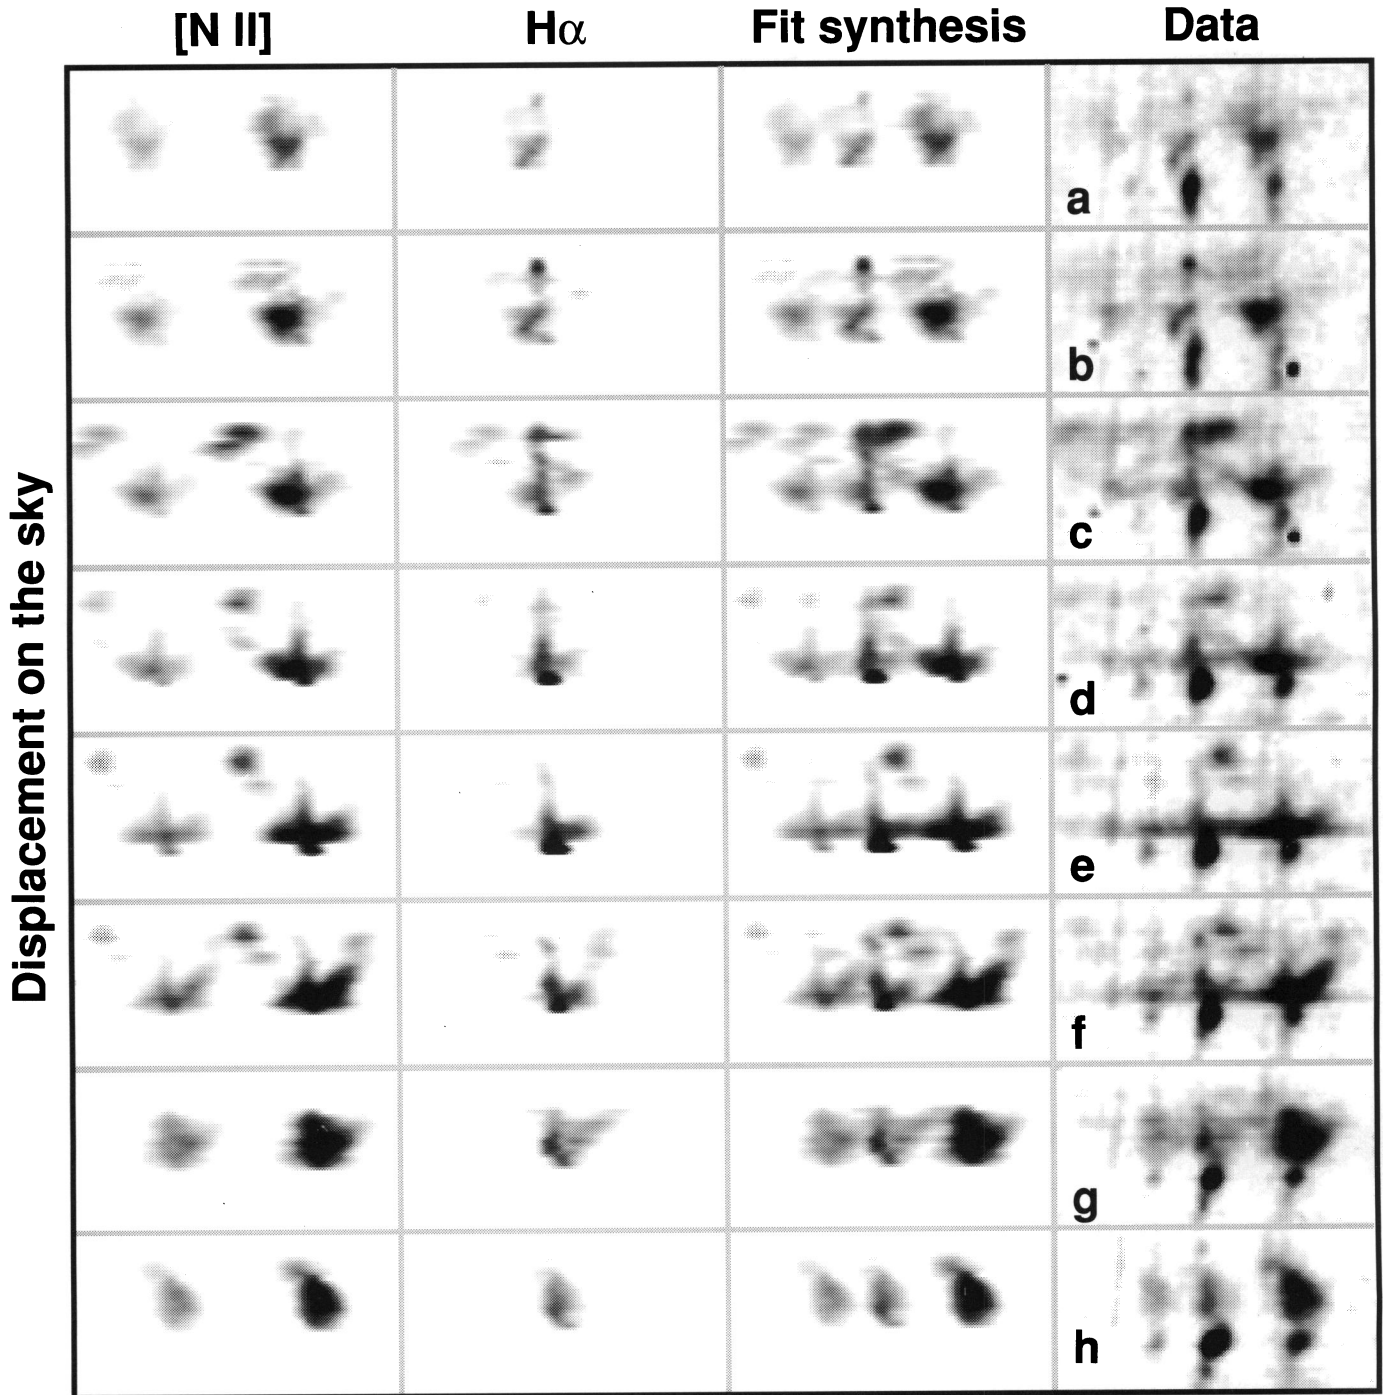 [N II] Hα Fit synthesis Data
Displacement on the sky
a
b
c
d
e
f
g
h